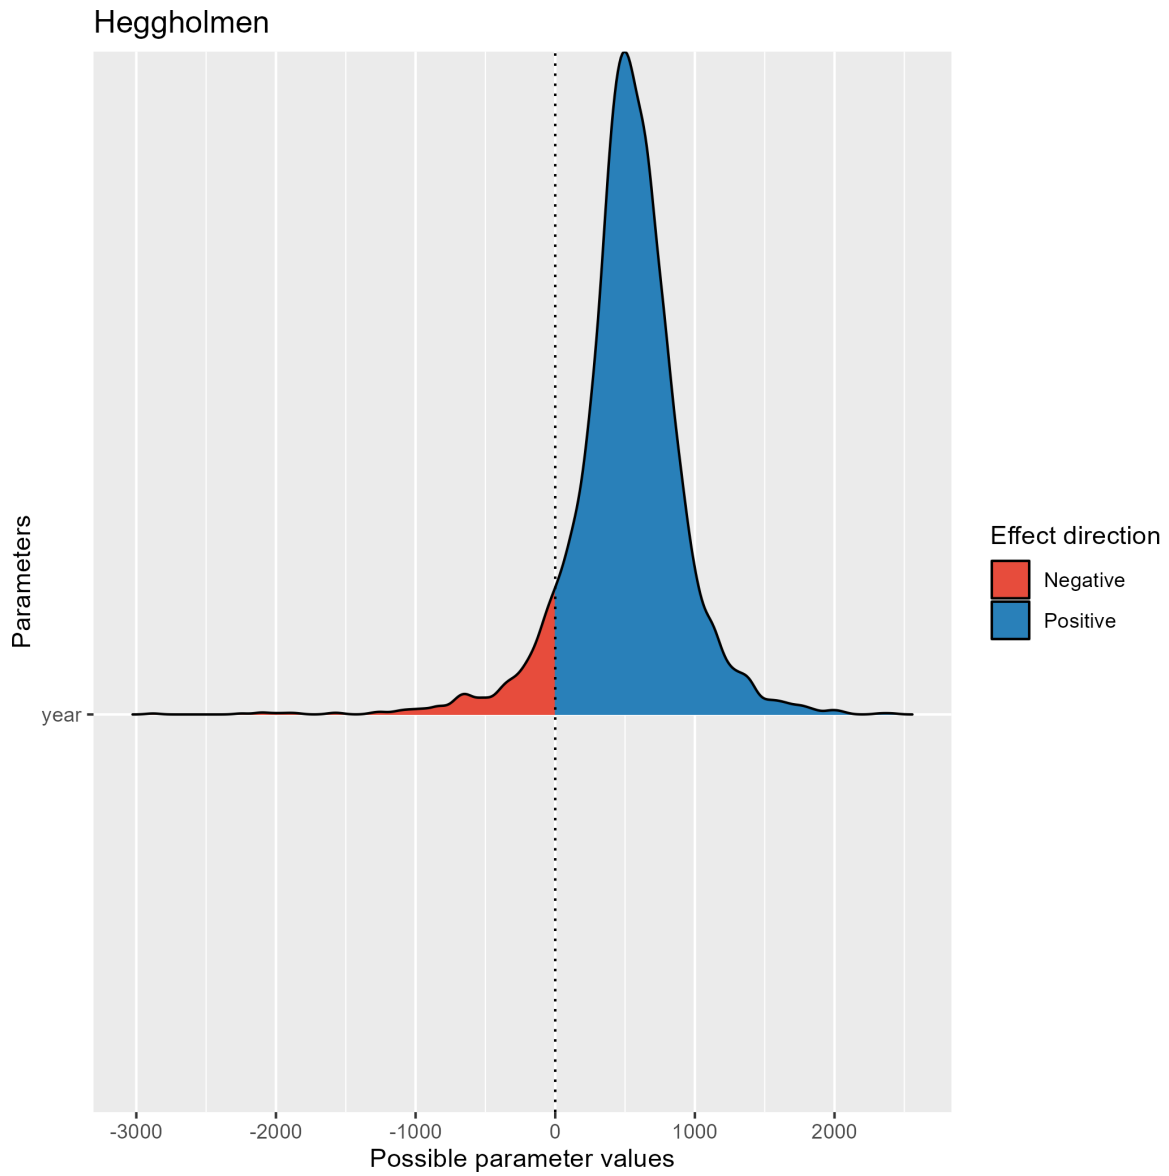 Heggholmen
Parameters
year
Effect direction
Negative
Positive
-3000 -2000 -1000 0 1000 2000
Possible parameter values